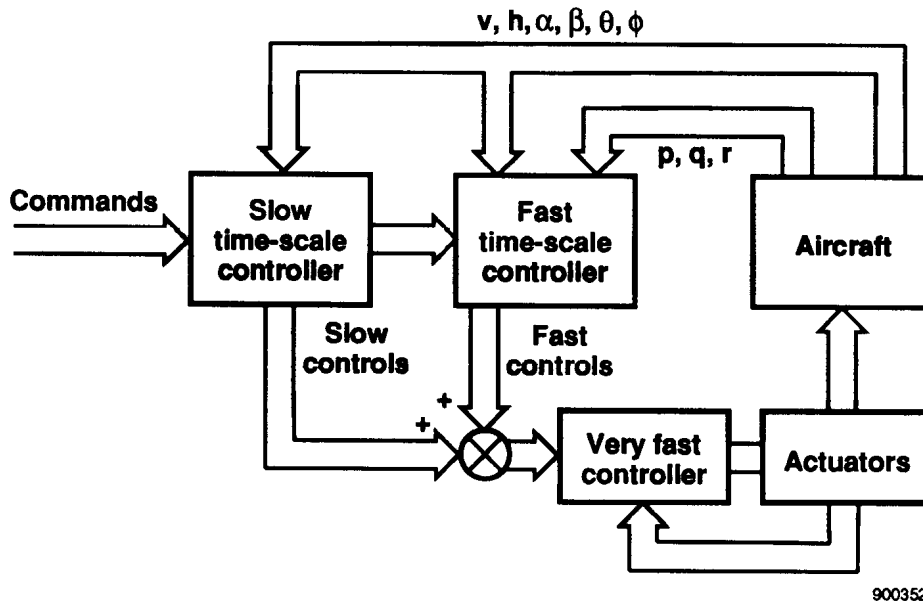 v, h, α, β, θ, ϕ
p, q, r
Commands
Slow
time-scale
controller
Fast
time-scale
controller
Aircraft
Slow
controls
Fast
controls
+
+
Very fast
controller
Actuators
900352